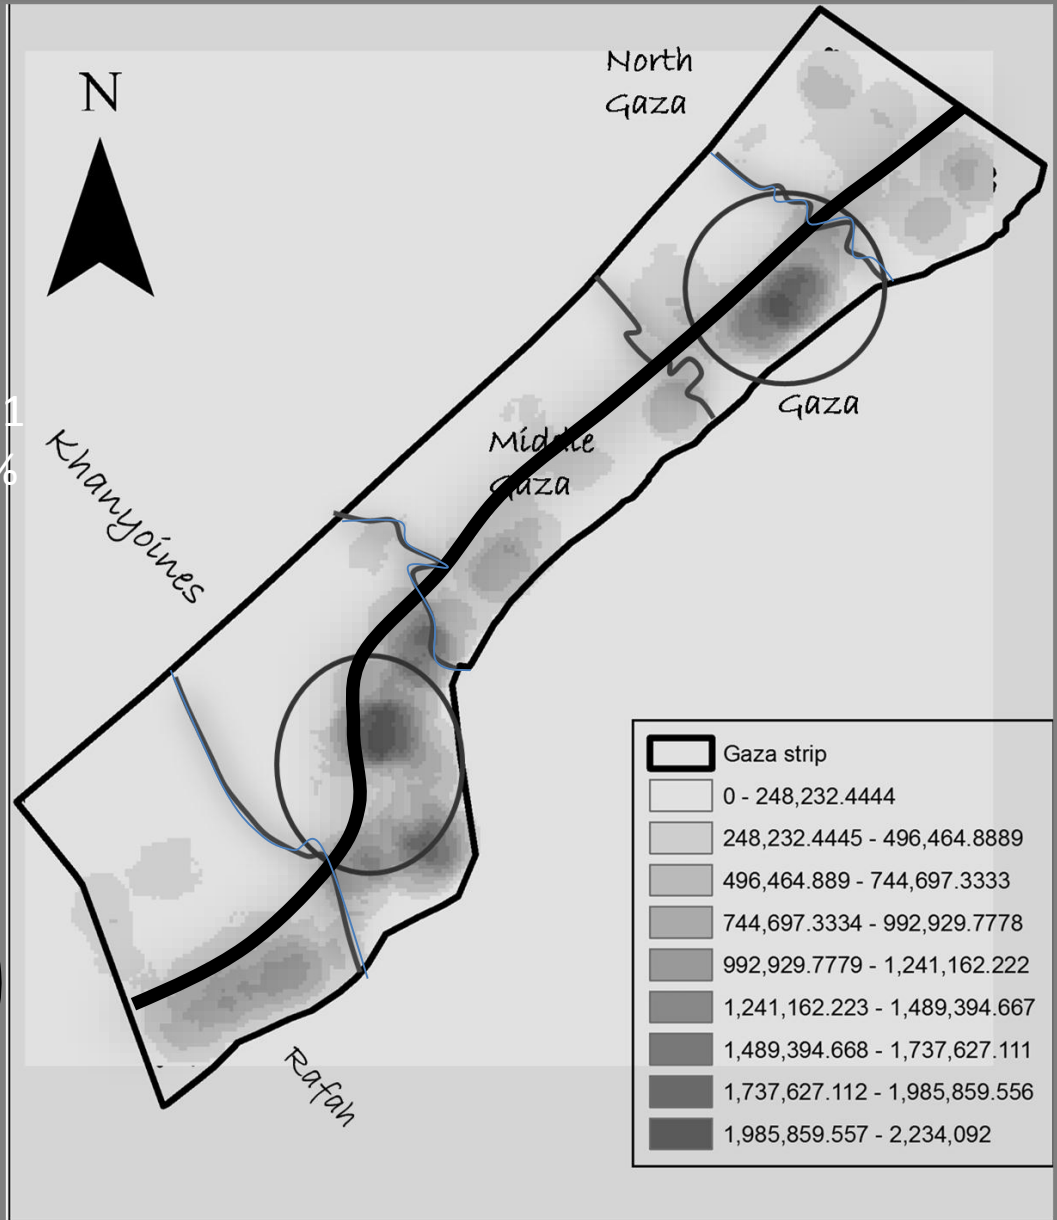 North
Gaza
N
1
%
Gaza
Khanyoines
Middle
Gaza
Rafah
Gaza strip
0 - 248,232.4444
248,232.4445 - 496,464.8889
496,464.889 - 744,697.3333
744,697.3334 - 992,929.7778
992,929.7779 - 1,241,162.222
1,241,162.223 - 1,489,394.667
1,489,394.668 - 1,737,627.111
1,737,627.112 - 1,985,859.556
1,985,859.557 - 2,234,092